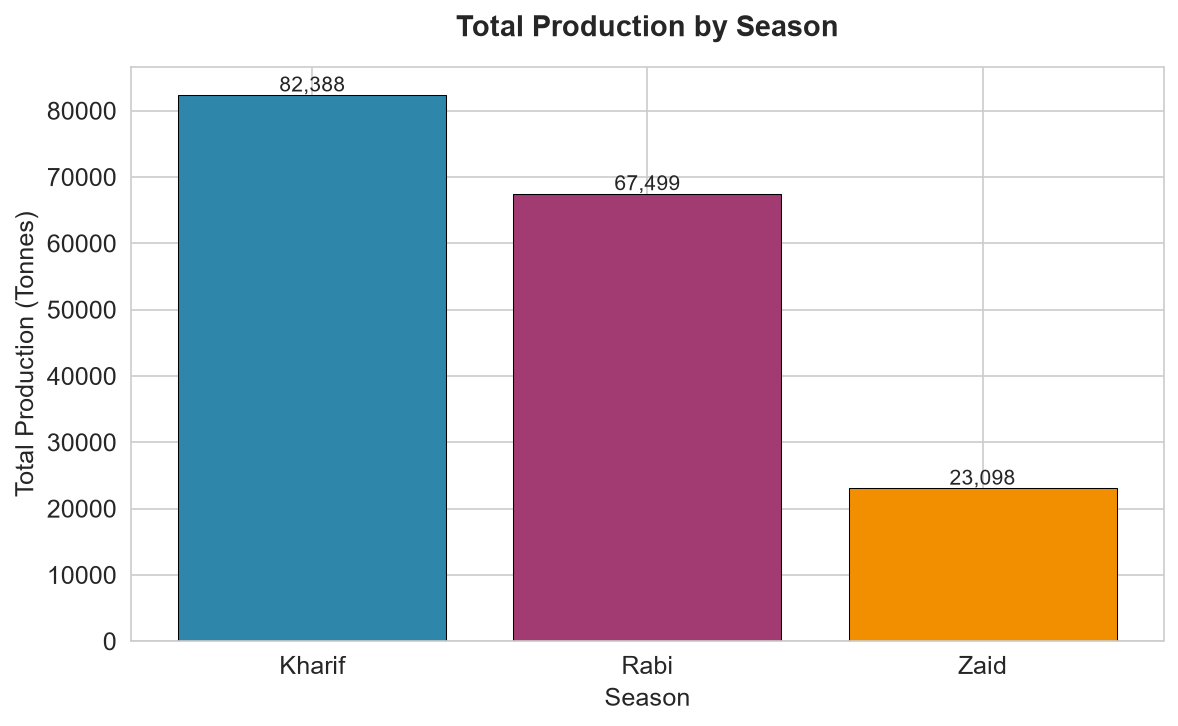 Total Production by Season
Total Production (Tonnes)
80000
70000
60000
50000
40000
30000
20000
10000
0
82,388
67,499
23,098
Kharif
Rabi
Zaid
Season